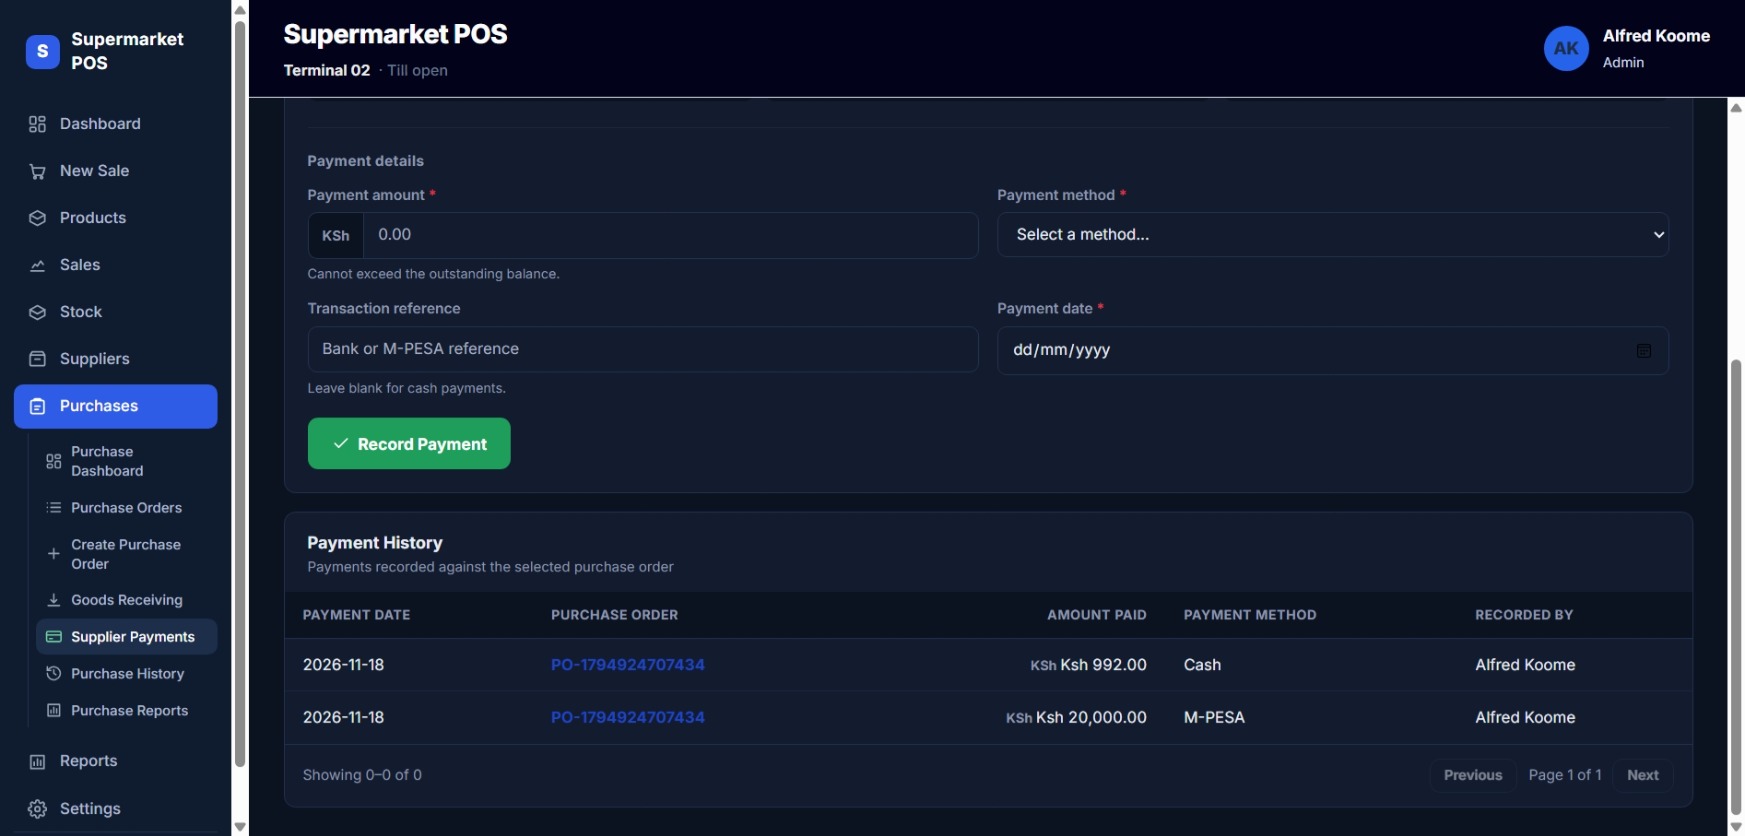 S
Supermarket
POS
Dashboard
New Sale
Products
Sales
Stock
Suppliers
Purchases
Purchase
Dashboard
Purchase Orders
Create Purchase
Order
Goods Receiving
Supplier Payments
Purchase History
Purchase Reports
Reports
Settings
Supermarket POS
Terminal 02 · Till open
AK
Alfred Koome
Admin
Payment details
Payment amount *
KSh 0.00
Cannot exceed the outstanding balance.
Payment method *
Select a method...
Transaction reference
Bank or M-PESA reference
Leave blank for cash payments.
Payment date *
dd/mm/yyyy
Record Payment
Payment History
Payments recorded against the selected purchase order
PAYMENT DATE PURCHASE ORDER AMOUNT PAID PAYMENT METHOD RECORDED BY
2026-11-18 PO-1794924707434 KSh Ksh 992.00 Cash Alfred Koome
2026-11-18 PO-1794924707434 KSh Ksh 20,000.00 M-PESA Alfred Koome
Showing 0–0 of 0 Previous Page 1 of 1 Next